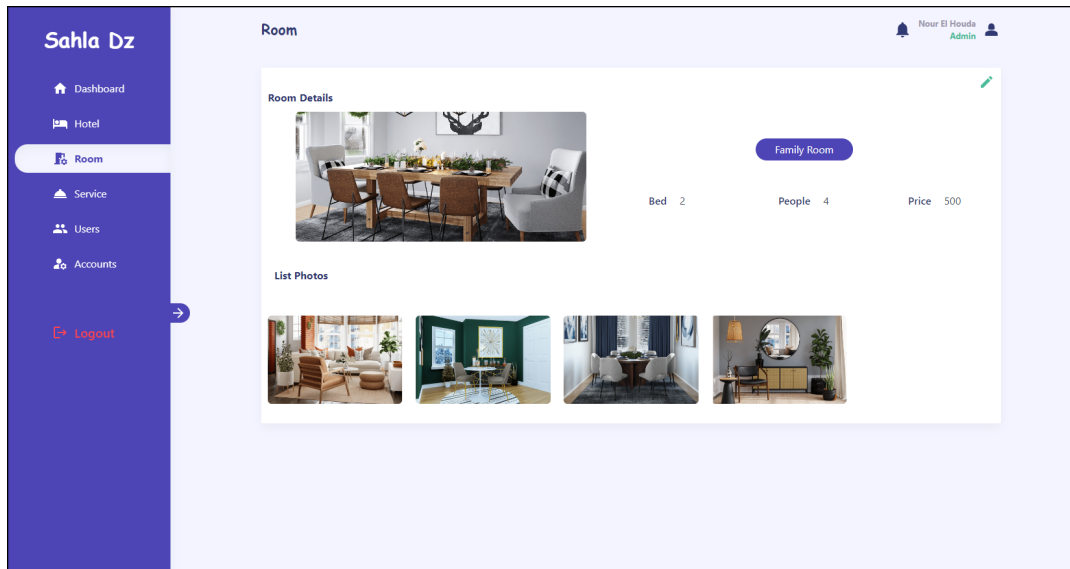 Sahla Dz
Dashboard
Hotel
Room
Service
Users
Accounts
Logout
Room
Nour El Houda
Admin
Room Details
Family Room
Bed 2 People 4 Price 500
List Photos